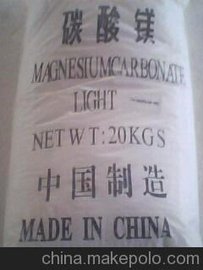 碳酸镁
MAGNESIUMCARBONATE
LIGHT
NET WT:20KGS
中国制造
MADE IN CHINA
china.makepolo.com